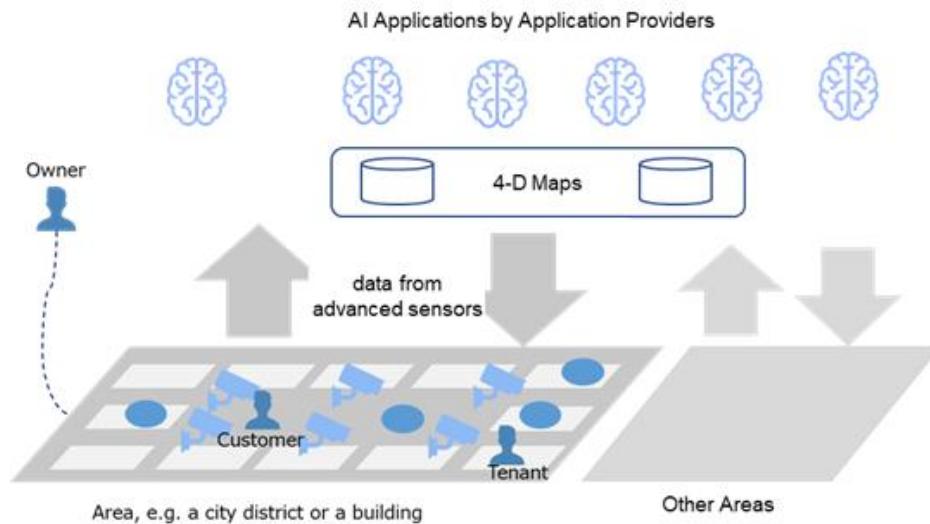 AI Applications by Application Providers
Owner
4-D Maps
data from
advanced sensors
Customer
Tenant
Area, e.g. a city district or a building
Other Areas